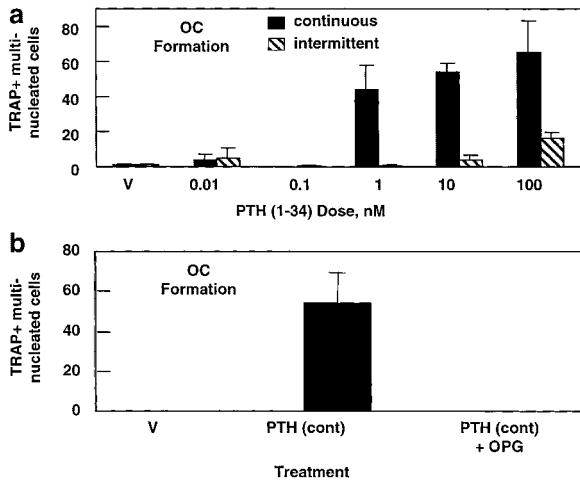 a
OC
Formation
continuous
intermittent
TRAP+ multi-
nucleated cells
80
60
40
20
0
V 0.01 0.1 1 10 100
PTH (1-34) Dose, nM
b
OC
Formation
TRAP+ multi-
nucleated cells
80
60
40
20
0
V PTH (cont) PTH (cont)
+ OPG
Treatment